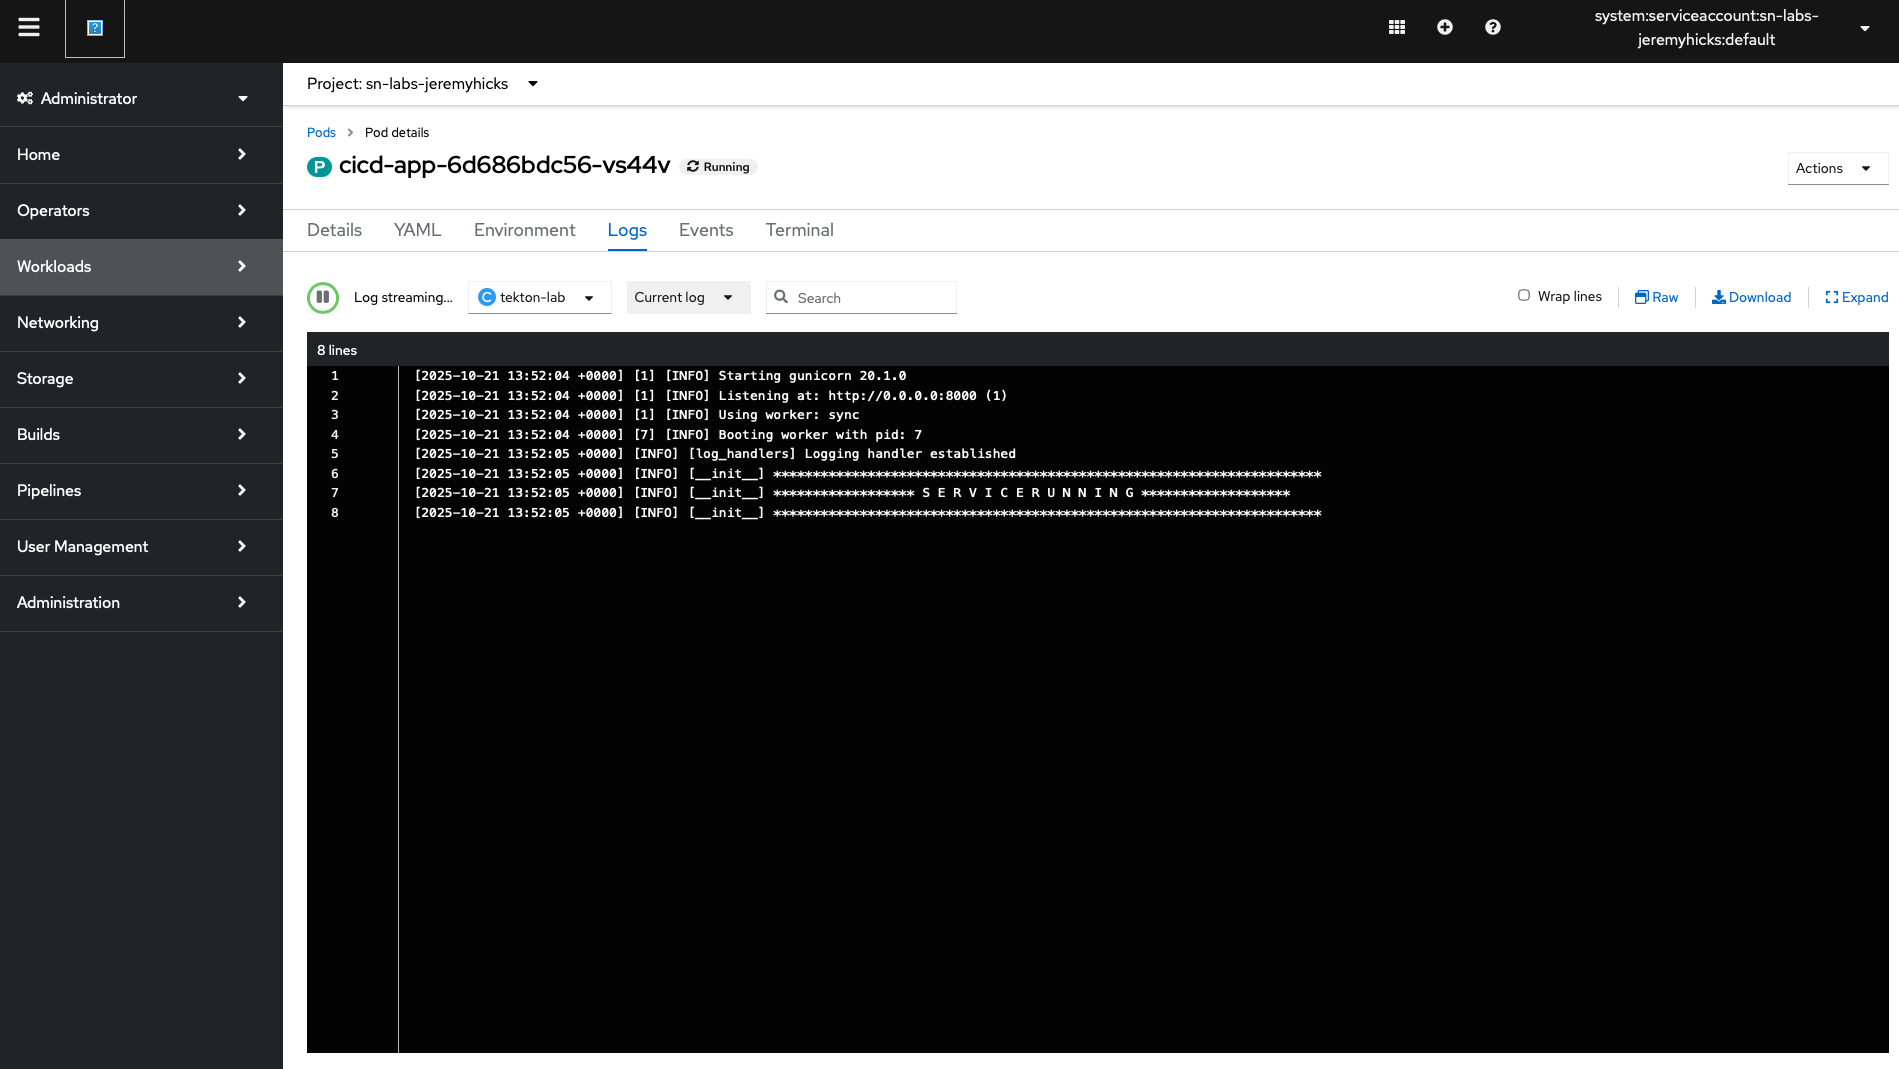 system:serviceaccount:sn-labs-
jeremyhicks:default
Administrator
Home
Operators
Workloads
Networking
Storage
Builds
Pipelines
User Management
Administration
Project: sn-labs-jeremyhicks
Pods > Pod details
P cicd-app-6d686bdc56-vs44v Running
Actions
Details YAML Environment Logs Events Terminal
Log streaming... C tekton-lab Current log Search Wrap lines Raw Download Expand
8 lines
1 [2025-10-21 13:52:04 +0000] [1] [INFO] Starting gunicorn 20.1.0
2 [2025-10-21 13:52:04 +0000] [1] [INFO] Listening at: http://0.0.0.0:8000 (1)
3 [2025-10-21 13:52:04 +0000] [1] [INFO] Using worker: sync
4 [2025-10-21 13:52:04 +0000] [7] [INFO] Booting worker with pid: 7
5 [2025-10-21 13:52:05 +0000] [INFO] [log_handlers] Logging handler established
6 [2025-10-21 13:52:05 +0000] [INFO] [__init__] **********************************************************************
7 [2025-10-21 13:52:05 +0000] [INFO] [__init__] ****************** S E R V I C E R U N N I N G *******************
8 [2025-10-21 13:52:05 +0000] [INFO] [__init__] **********************************************************************